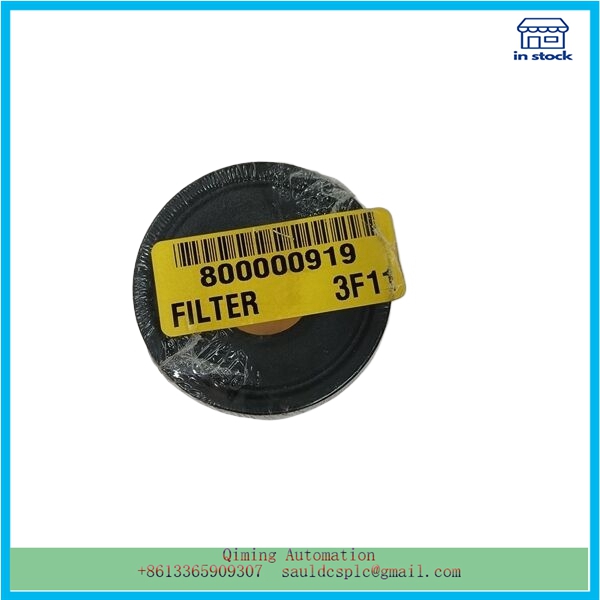 in stock
800000919
FILTER 3F11
Qiming Automation
+8613365909307 sauldcsplc@gmail.com